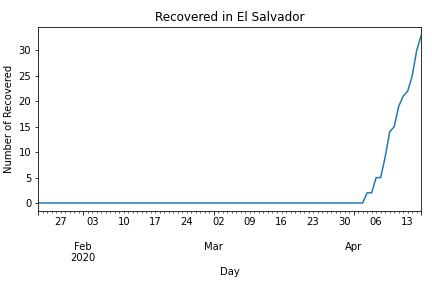 Recovered in El Salvador
Number of Recovered
30
25
20
15
10
5
0
27 03 10 17 24 02 09 16 23 30 06 13
Feb Mar Apr
2020
Day